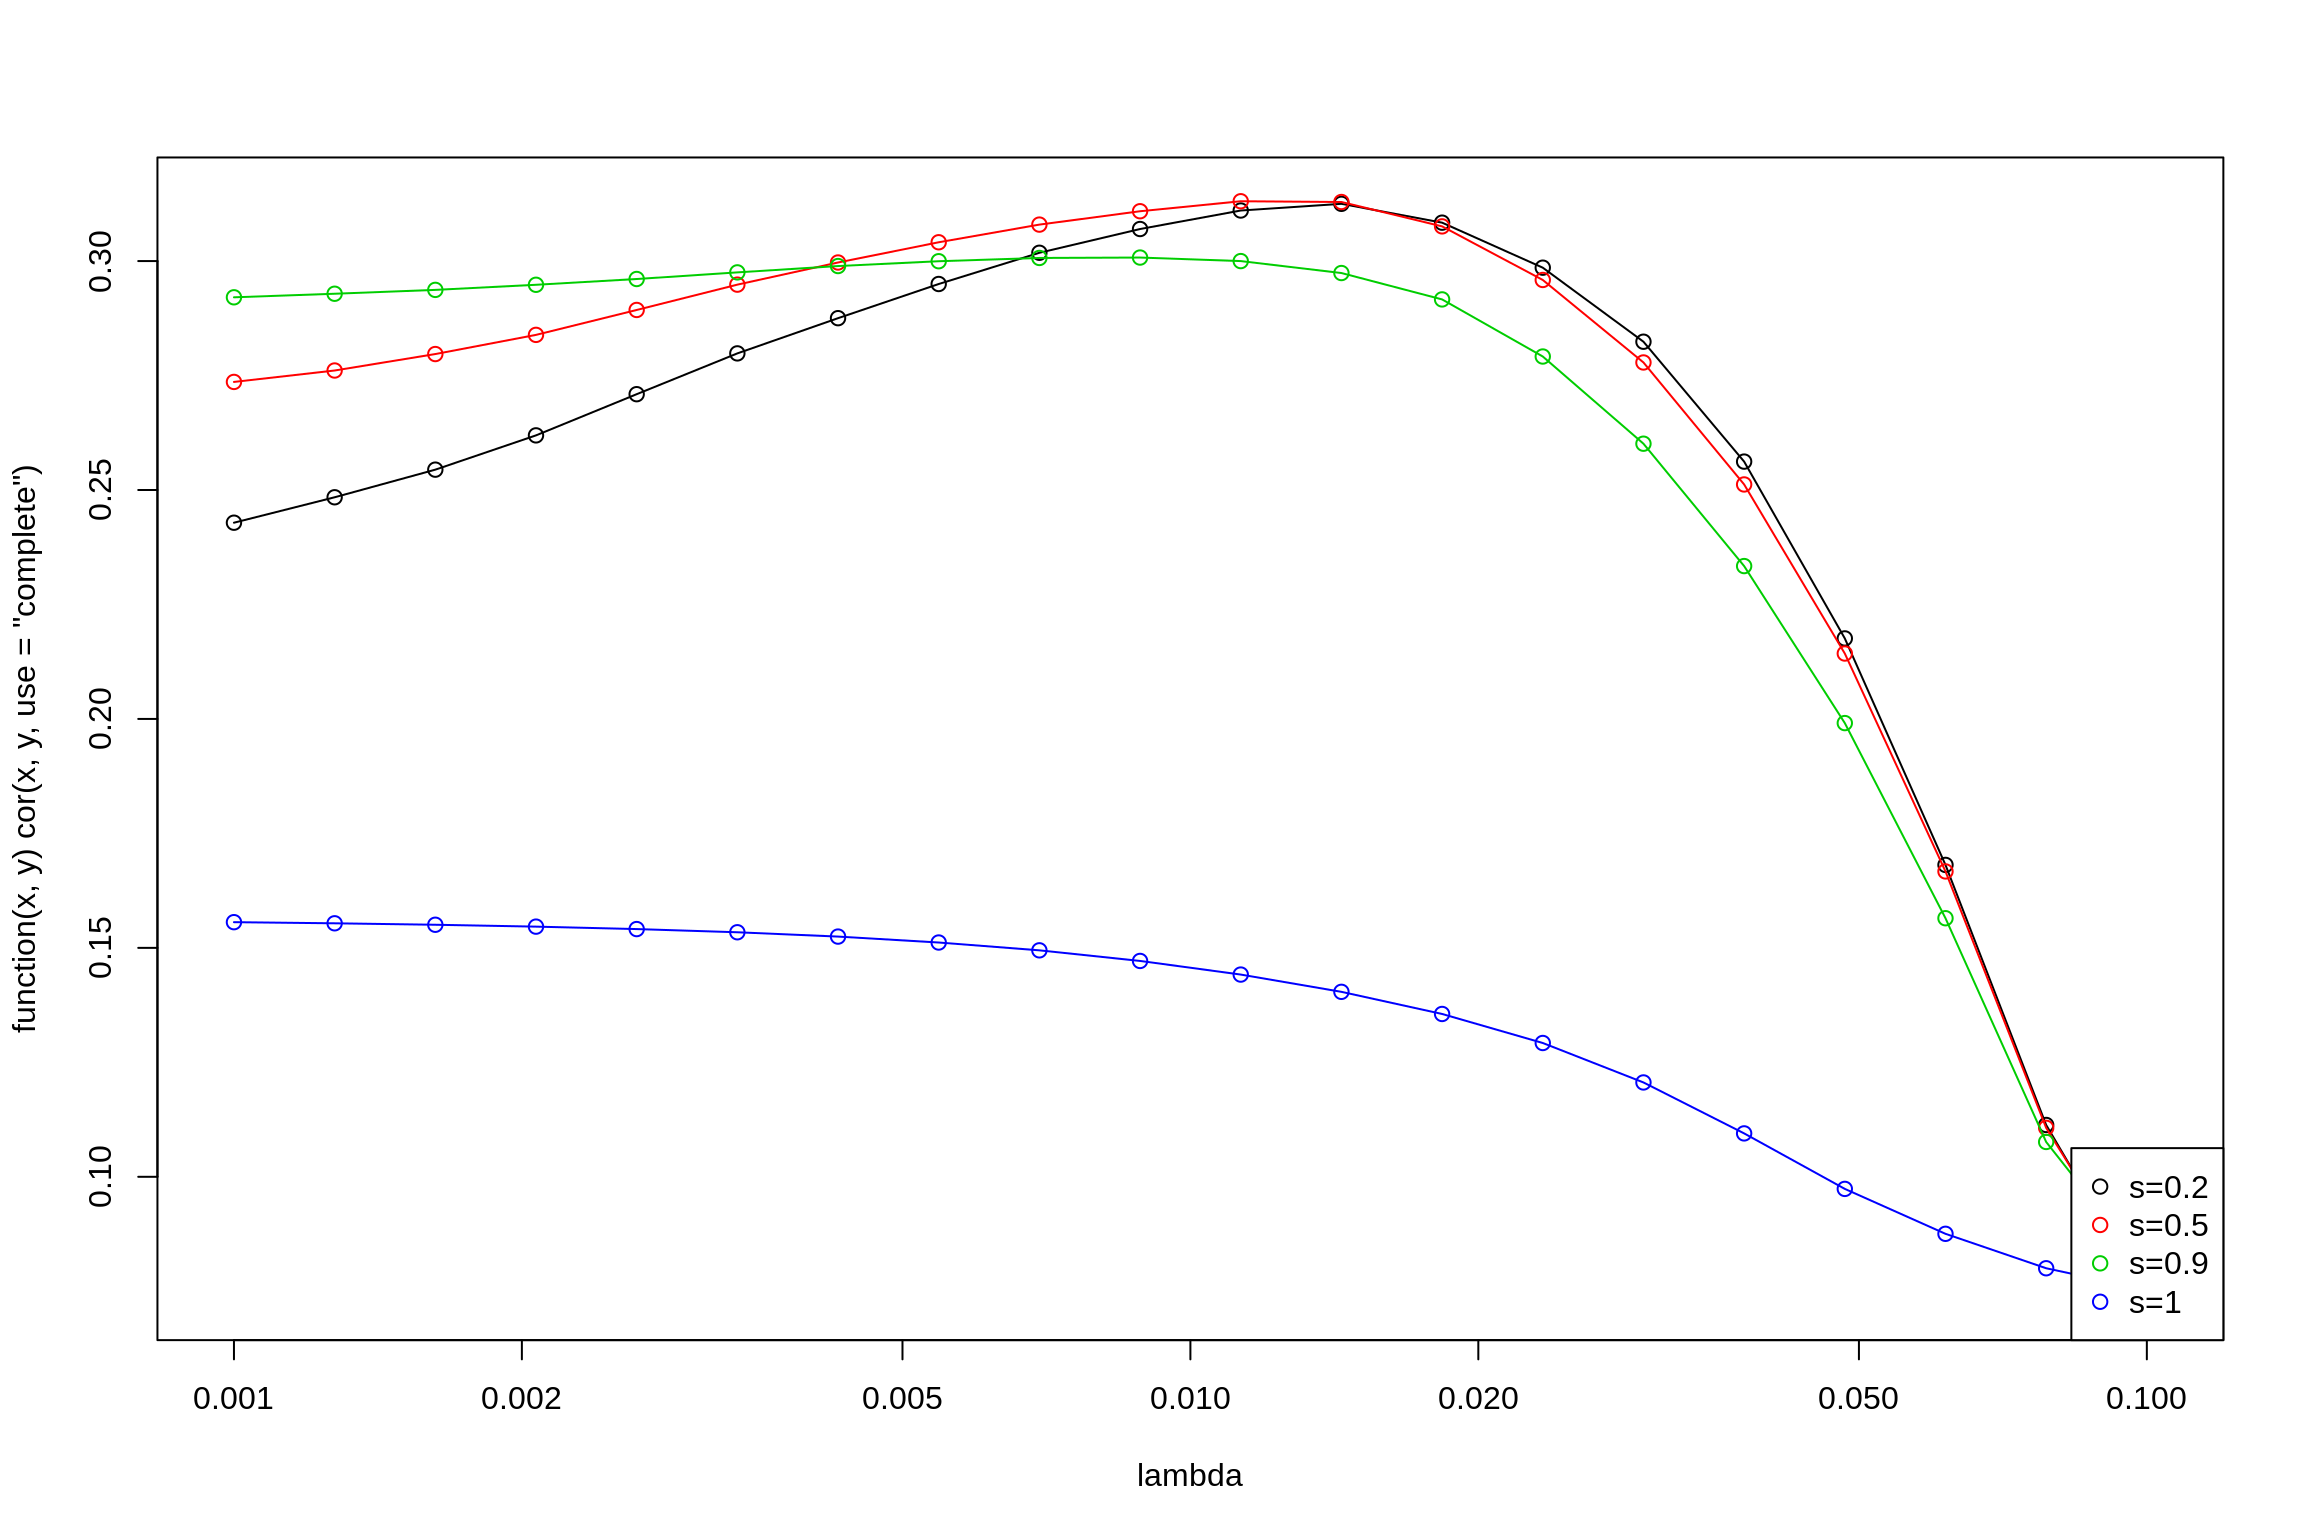 function(x, y) cor(x, y, use = "complete")
0.30
0.25
0.20
0.15
0.10
0.001
0.002
0.005
0.010
0.020
0.050
0.100
lambda
s=0.2
s=0.5
s=0.9
s=1